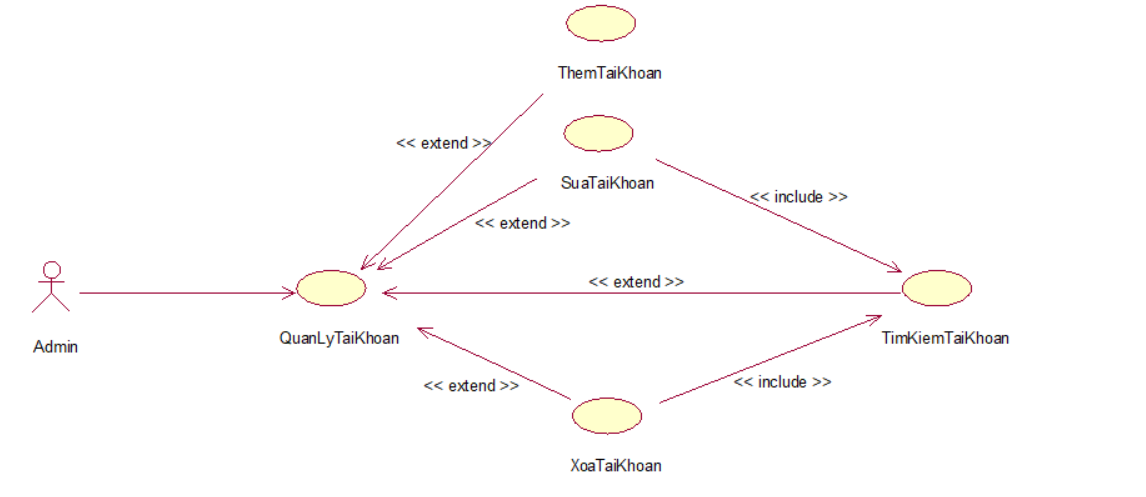 ThemTaiKhoan
<< extend >>
SuaTaiKhoan
<< include >>
<< extend >>
<< extend >>
QuanLyTaiKhoan
TimKiemTaiKhoan
Admin
<< extend >>
<< include >>
XoaTaiKhoan